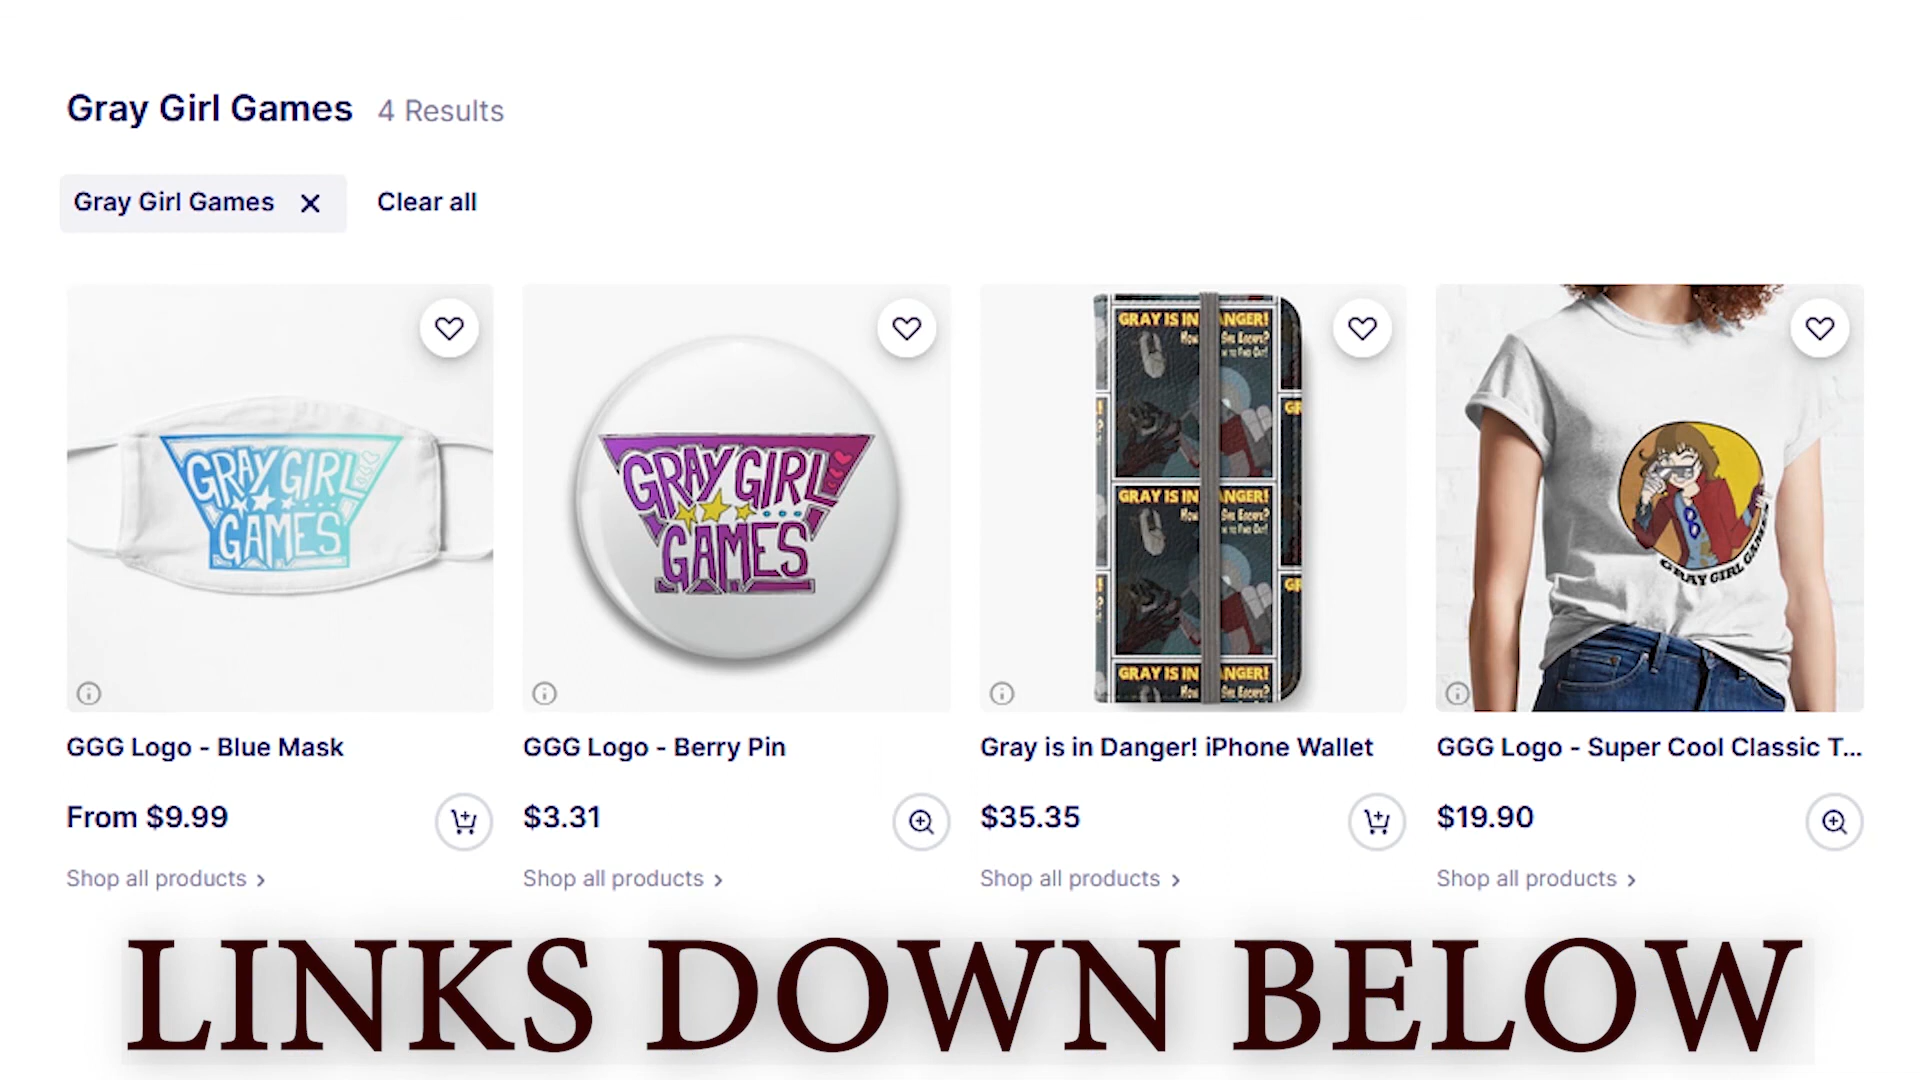 Gray Girl Games 4 Results
Gray Girl Games X Clear all
GRAY GIRL
GAMES
GRAY GIRL
GAMES
GRAY IS IN ANGER!
GRAY IS IN ANGER!
GRAY IS IN ANGER!
GRAY GIRL GAMES
GGG Logo - Blue Mask
GGG Logo - Berry Pin
Gray is in Danger! iPhone Wallet
GGG Logo - Super Cool Classic T...
From $9.99
$3.31
$35.35
$19.90
Shop all products >
Shop all products >
Shop all products >
Shop all products >
LINKS DOWN BELOW